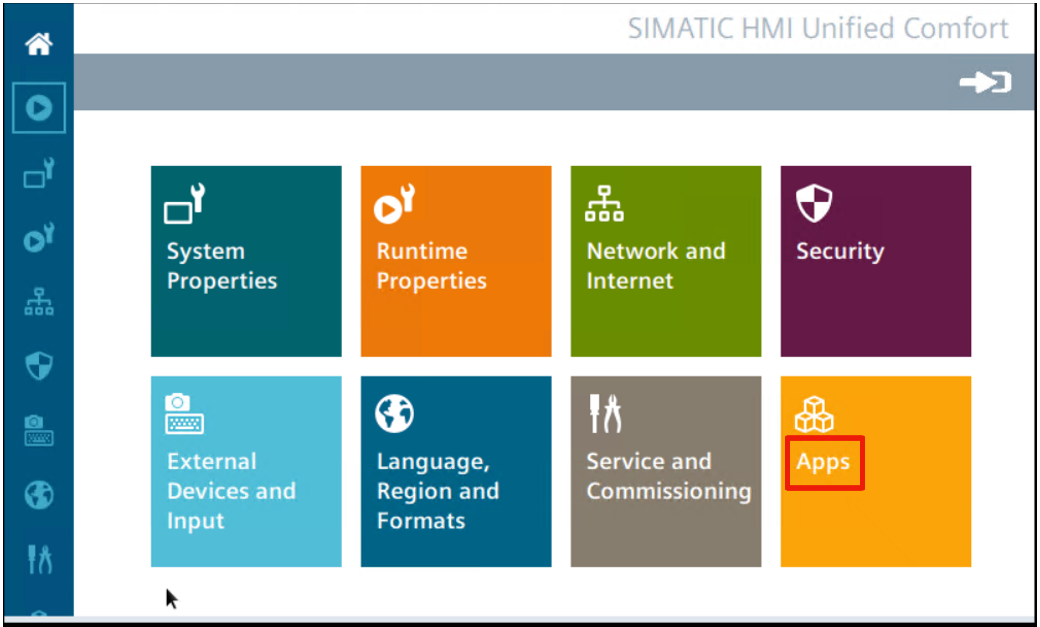 SIMATIC HMI Unified Comfort
System
Properties
Runtime
Properties
Network and
Internet
Security
External
Devices and
Input
Language,
Region and
Formats
Service and
Commissioning
Apps